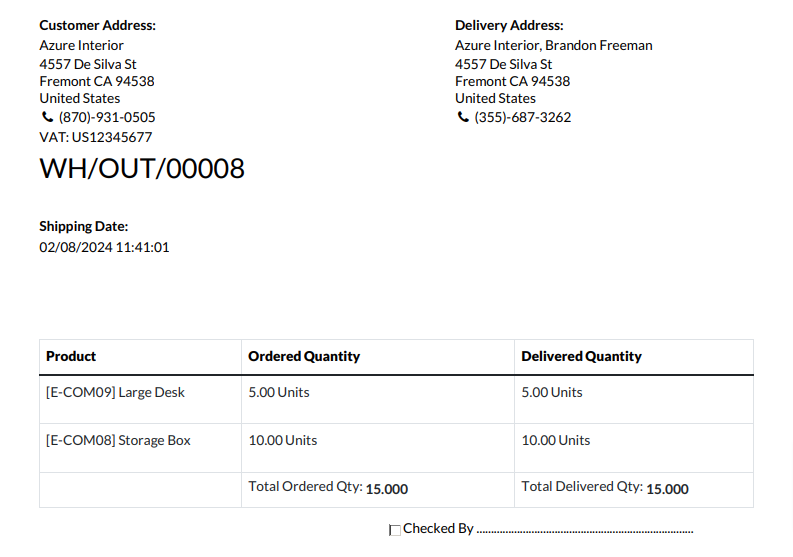 Customer Address:
Azure Interior
4557 De Silva St
Fremont CA 94538
United States
(870)-931-0505
VAT: US12345677
Delivery Address:
Azure Interior, Brandon Freeman
4557 De Silva St
Fremont CA 94538
United States
(355)-687-3262
WH/OUT/00008
Shipping Date:
02/08/2024 11:41:01
Product Ordered Quantity Delivered Quantity
[E-COM09] Large Desk 5.00 Units 5.00 Units
[E-COM08] Storage Box 10.00 Units 10.00 Units
Total Ordered Qty: 15.000 Total Delivered Qty: 15.000
Checked By ...........................................................................